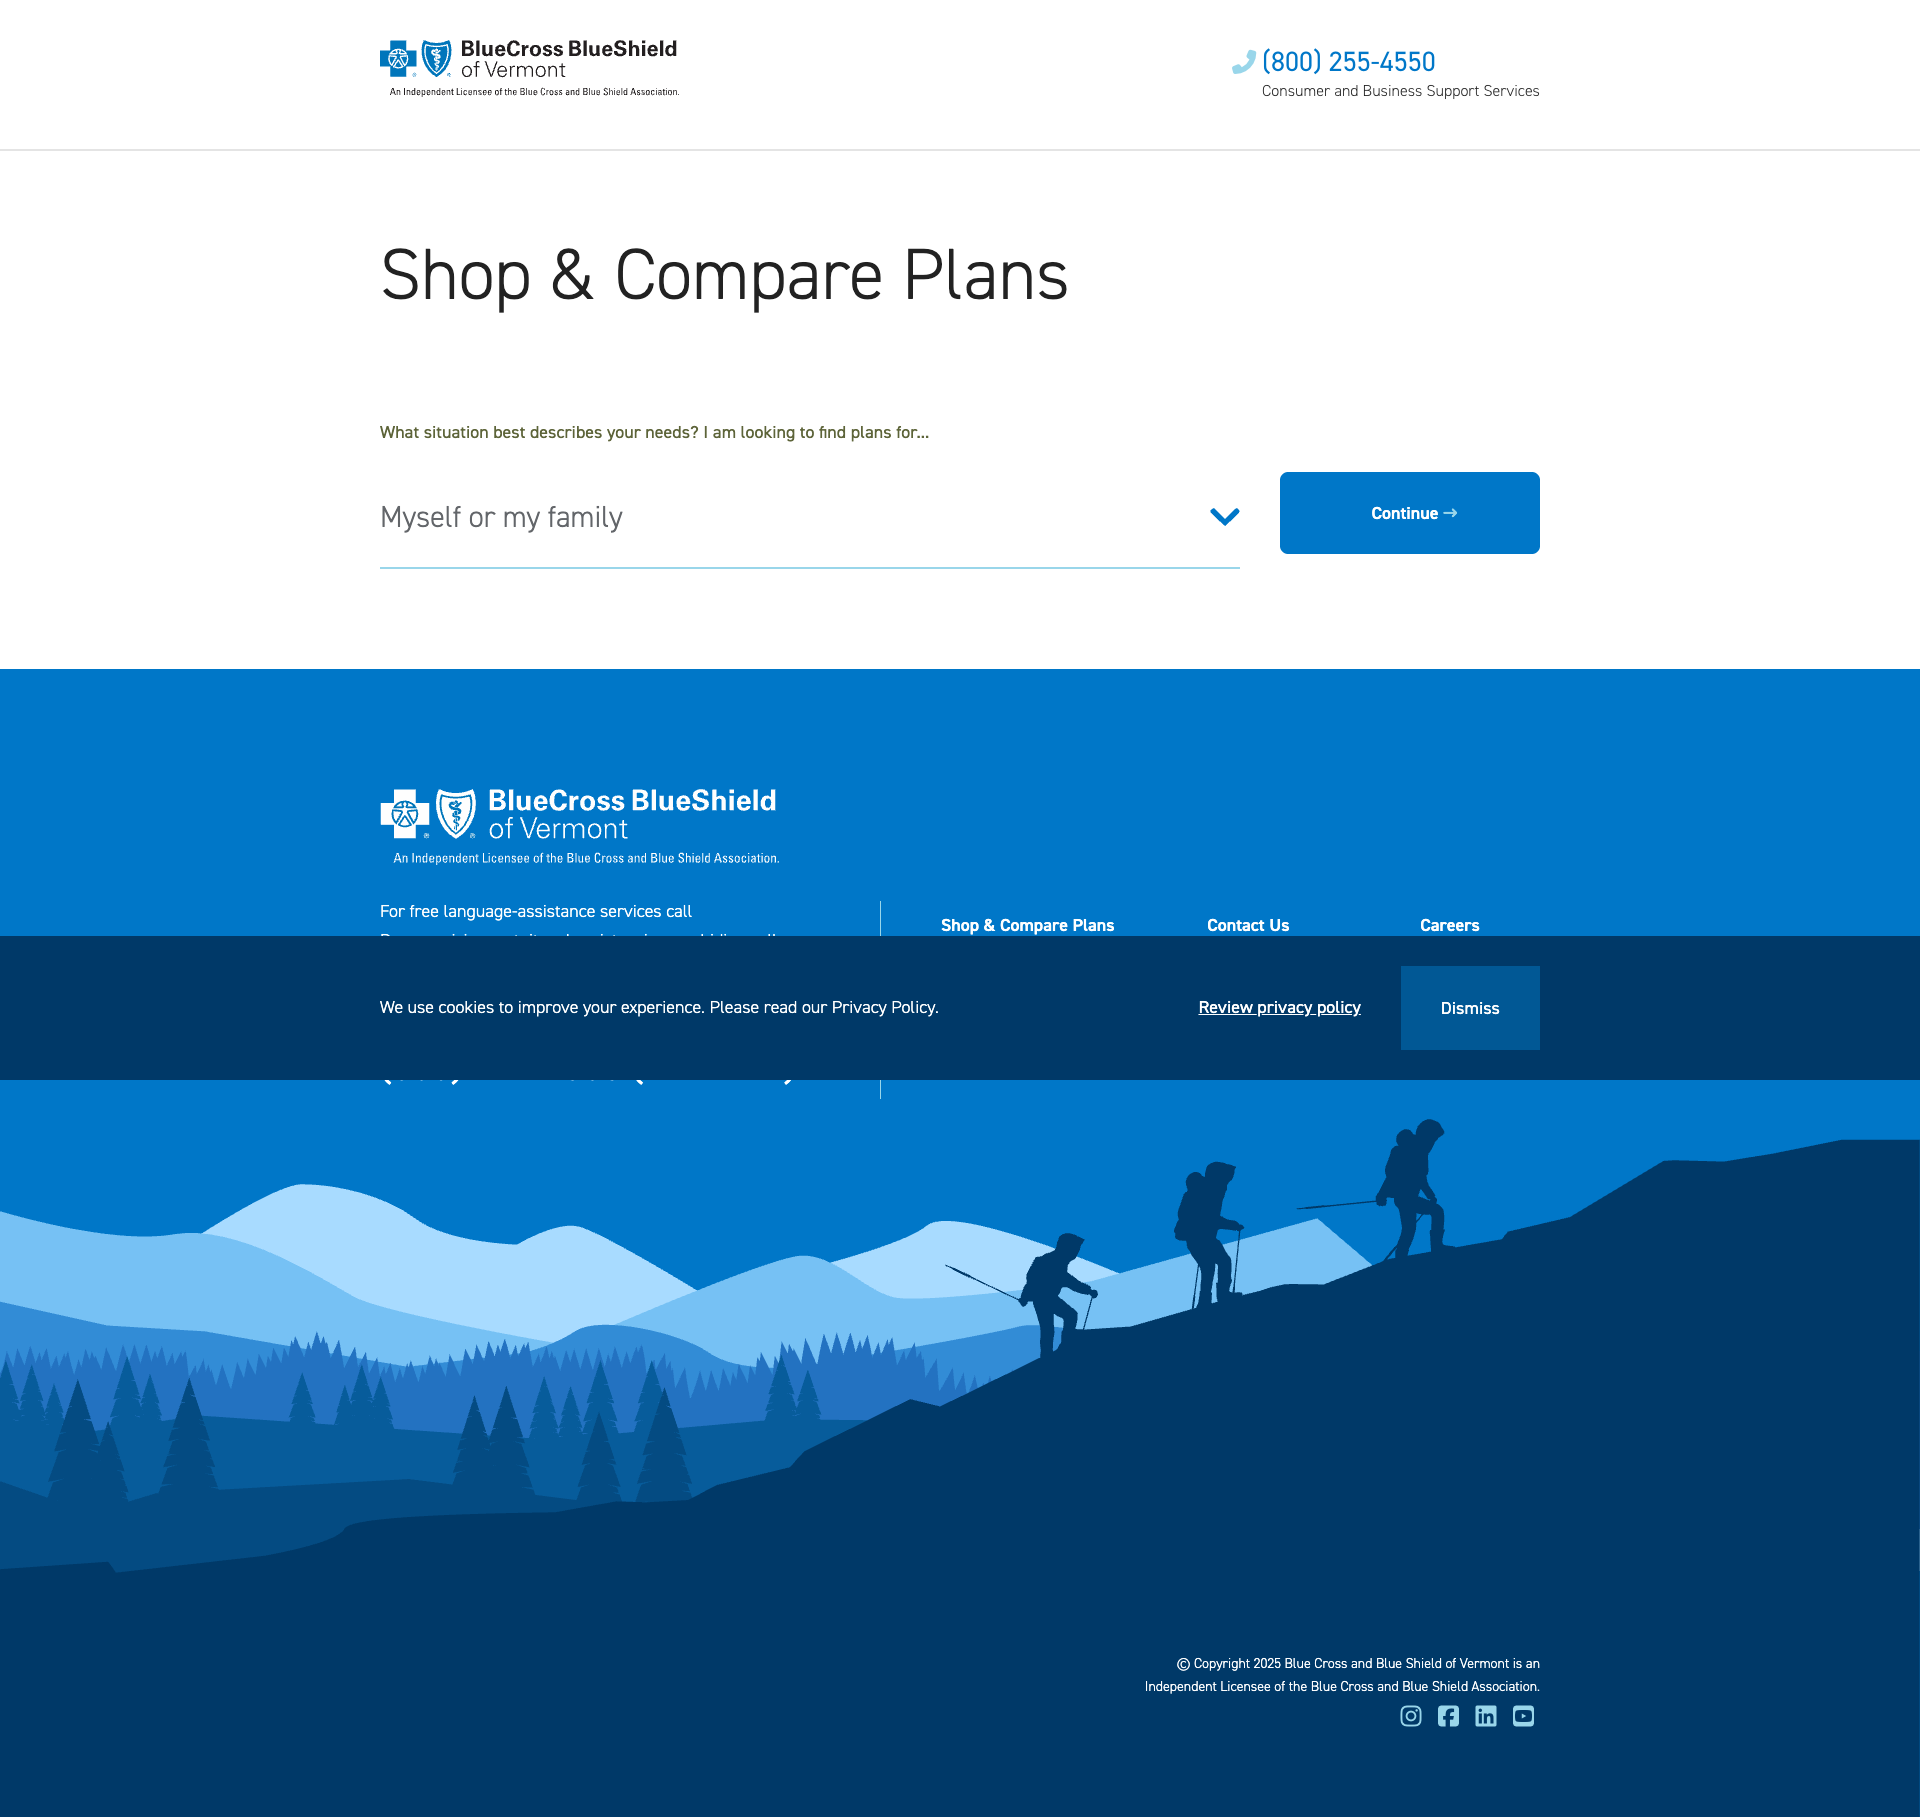 BlueCross BlueShield
of Vermont
An Independent Licensee of the Blue Cross and Blue Shield Association.
(800) 255-4550
Consumer and Business Support Services
Shop & Compare Plans
What situation best describes your needs? I am looking to find plans for...
Myself or my family
Continue →
BlueCross BlueShield
of Vermont
An Independent Licensee of the Blue Cross and Blue Shield Association.
For free language-assistance services call
Shop & Compare Plans
Contact Us
Careers
We use cookies to improve your experience. Please read our Privacy Policy.
Review privacy policy
Dismiss
© Copyright 2025 Blue Cross and Blue Shield of Vermont is an
Independent Licensee of the Blue Cross and Blue Shield Association.